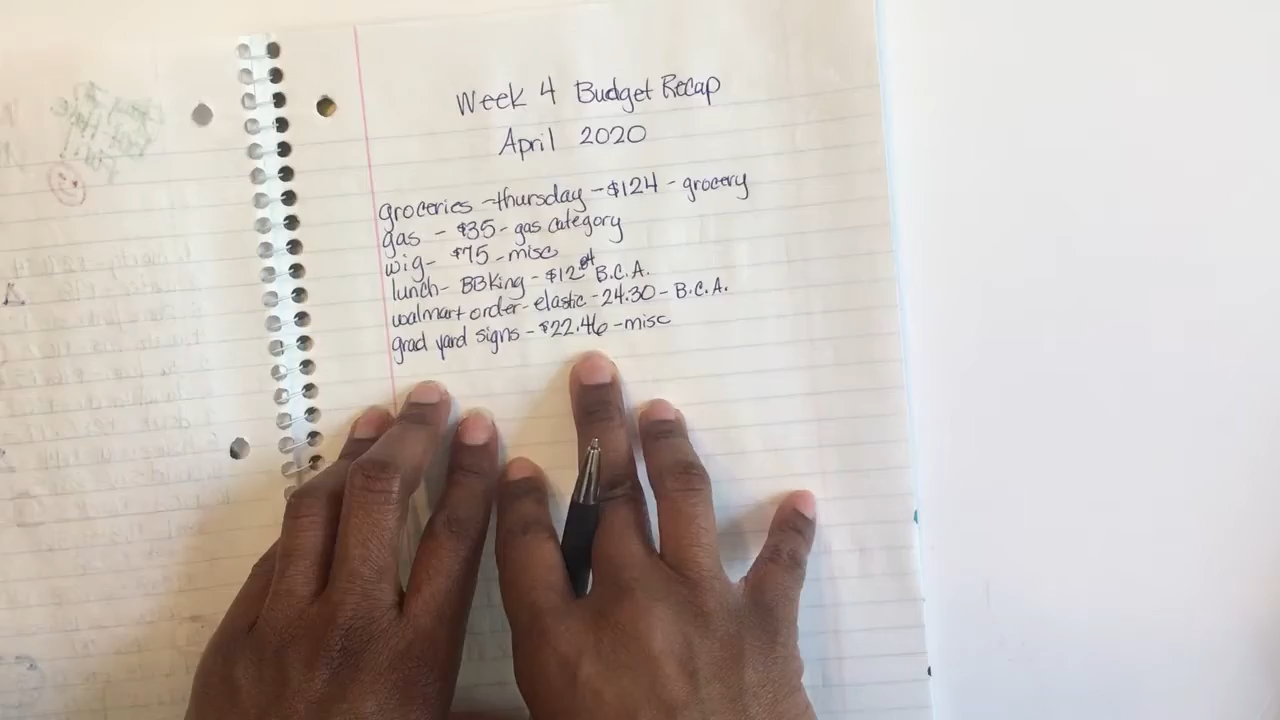 Week 4 Budget Recap
April 2020
groceries - thursday - $124 - grocery
gas - $35 - gas category
wig - $75 - misc
lunch - BBKing - $12.04 B.C.A.
walmart order - elastic - 24.30 - B.C.A.
grad yard signs - $22.46 - misc